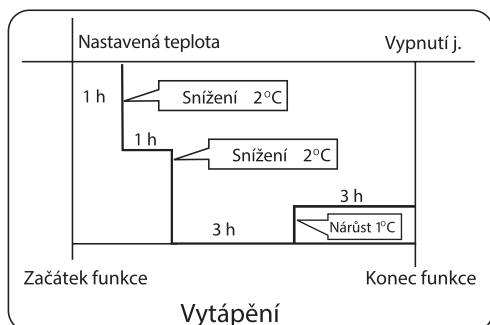 Nastavená teplota Vypnutí j.
1 h Snížení 2°C
1 h Snížení 2°C
3 h
3 h Nárůst 1°C
Začátek funkce Konec funkce
Vytápění